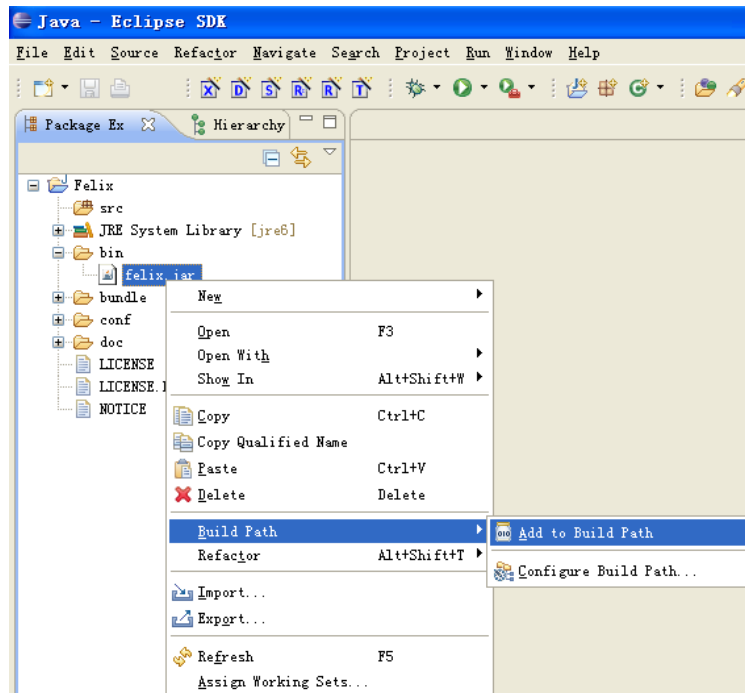 Java - Eclipse SDK
File Edit Source Refactor Navigate Search Project Run Window Help
Package Ex Hierarchy
Felix
src
JRE System Library [jre6]
bin
felix.jar
bundle
conf
doc
LICENSE
LICENSE.
NOTICE
New
Open F3
Open With
Show In Alt+Shift+W
Copy Ctrl+C
Copy Qualified Name
Paste Ctrl+V
Delete Delete
Build Path
Refactor Alt+Shift+T
Import...
Export...
Refresh F5
Assign Working Sets...
Add to Build Path
Configure Build Path...